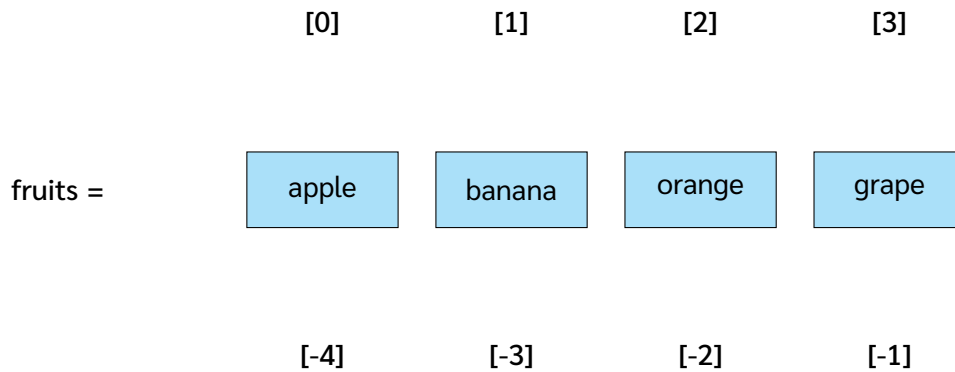 [0] [1] [2] [3]
fruits = apple banana orange grape
[-4] [-3] [-2] [-1]